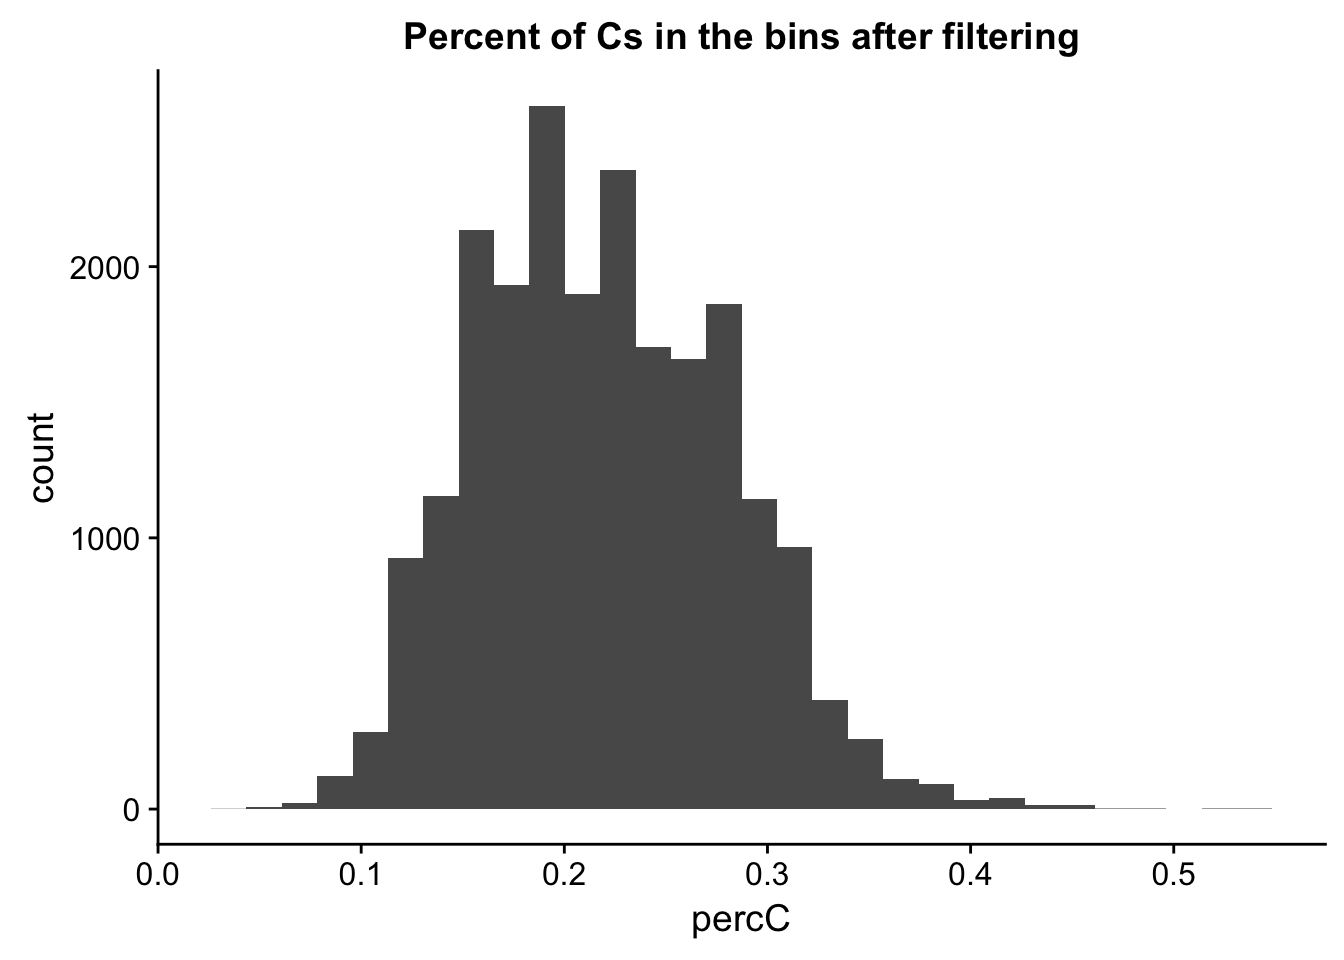 Percent of Cs in the bins after filtering
count
2000
1000
0
0.0 0.1 0.2 0.3 0.4 0.5
percC